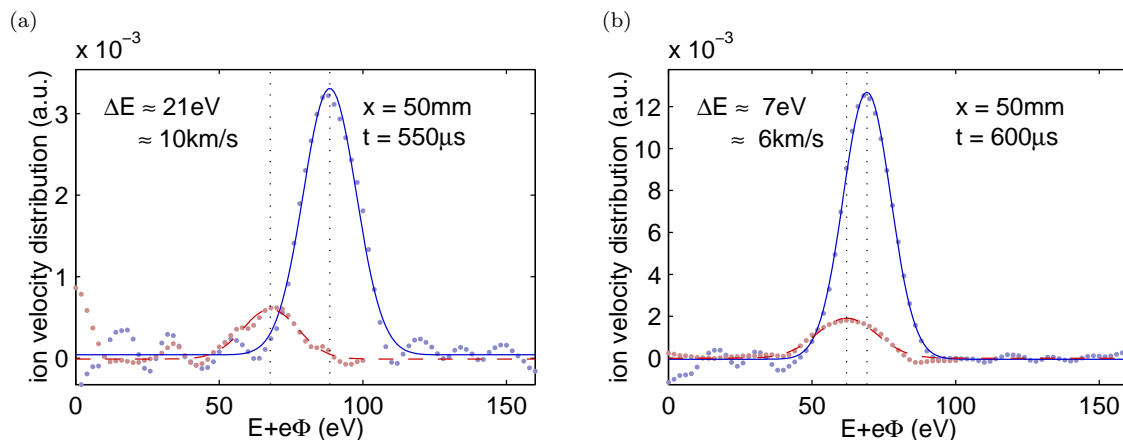 (a)
x 10⁻³
ΔE ≈ 21eV
≈ 10km/s
x = 50mm
t = 550μs
3
2
1
0
0 50 100 150
E+eΦ (eV)
ion velocity distribution (a.u.)
(b)
x 10⁻³
ΔE ≈ 7eV
≈ 6km/s
x = 50mm
t = 600μs
12
10
8
6
4
2
0
0 50 100 150
E+eΦ (eV)
ion velocity distribution (a.u.)